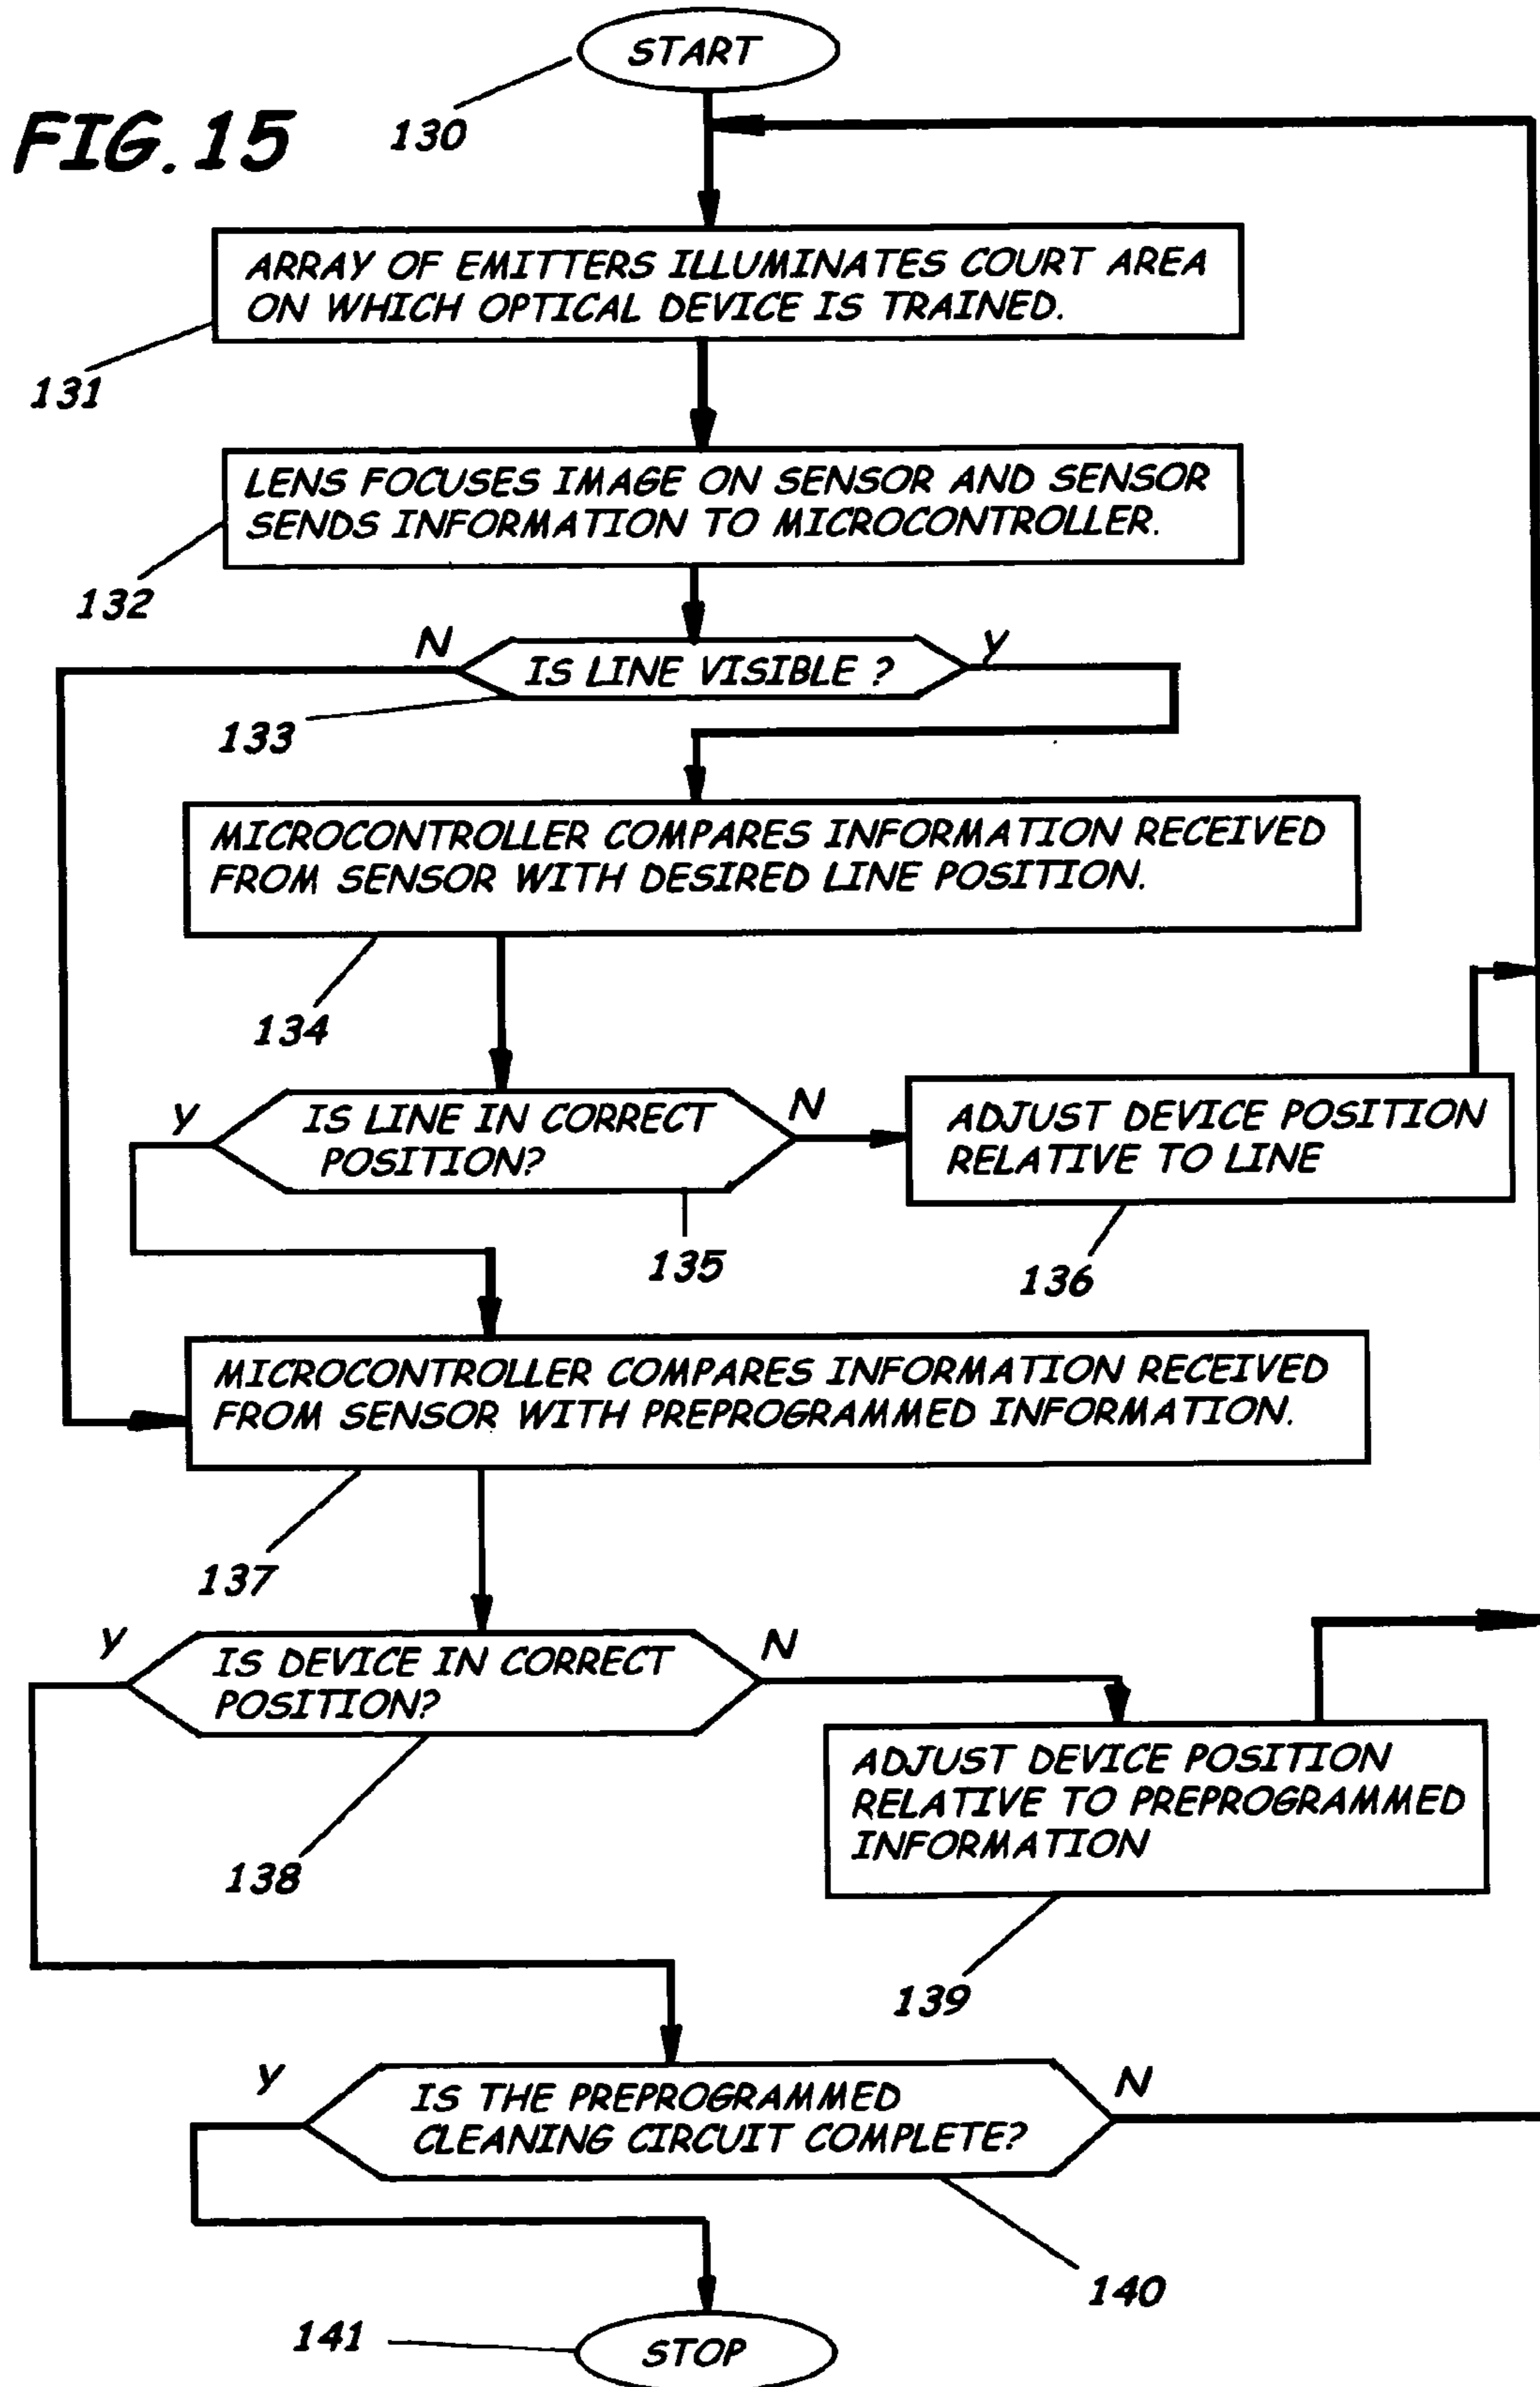 START
FIG. 15
130
ARRAY OF EMITTERS ILLUMINATES COURT AREA
ON WHICH OPTICAL DEVICE IS TRAINED.
131
LENS FOCUSES IMAGE ON SENSOR AND SENSOR
SENDS INFORMATION TO MICROCONTROLLER.
132
N
Y
IS LINE VISIBLE ?
133
MICROCONTROLLER COMPARES INFORMATION RECEIVED
FROM SENSOR WITH DESIRED LINE POSITION.
134
Y
IS LINE IN CORRECT
POSITION?
N
ADJUST DEVICE POSITION
RELATIVE TO LINE
135
136
MICROCONTROLLER COMPARES INFORMATION RECEIVED
FROM SENSOR WITH PREPROGRAMMED INFORMATION.
137
Y
IS DEVICE IN CORRECT
POSITION?
N
ADJUST DEVICE POSITION
RELATIVE TO PREPROGRAMMED
INFORMATION
138
139
Y
IS THE PREPROGRAMMED
CLEANING CIRCUIT COMPLETE?
N
140
141
STOP